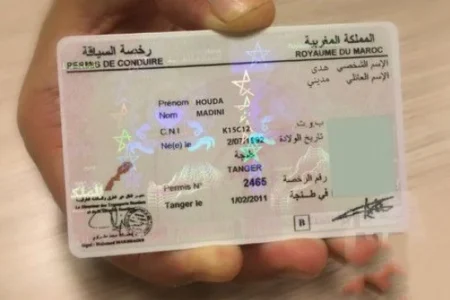 رخصة السياقة المملكة المغربية
PERMIS DE CONDUIRE ROYAUME DU MAROC
الإسم الشخصي هدى
الإسم العائلي مديني
Prénom HOUDA
Nom MADINI
C.N.I K15C12 ب.و.ت
Né(e) le تاريخ الولادة
طنجة
TANGER
Permis N° 2465 رقم الرخصة
Tanger le 1/02/2011 في طنجة
B